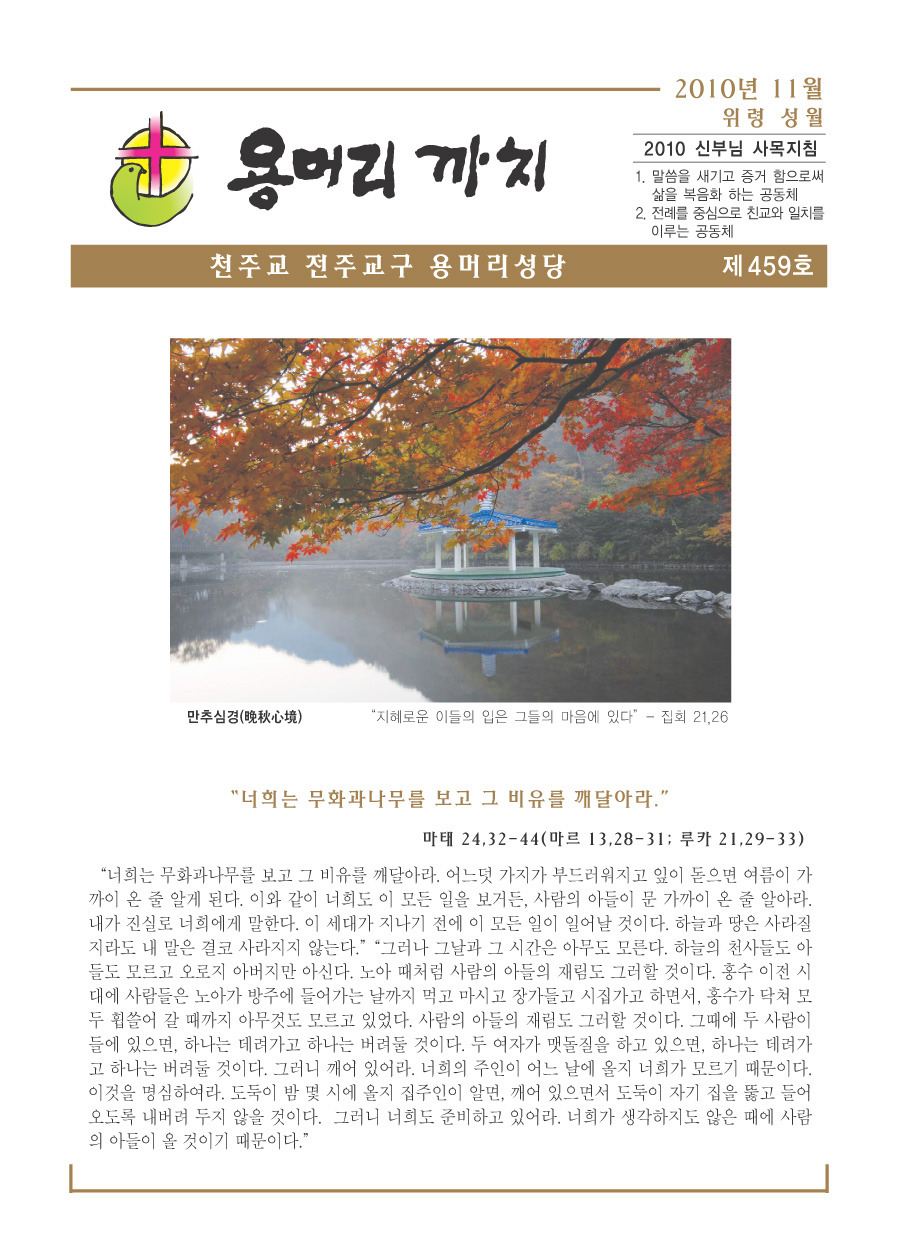 2010년 11월
위령 성월
용머리 까치
2010 신부님 사목지침
1. 말씀을 새기고 증거 함으로써
삶을 복음화 하는 공동체
2. 전례를 중심으로 친교와 일치를
이루는 공동체
천주교 전주교구 용머리성당 제459호
만추심경(晩秋心境) “지혜로운 이들의 입은 그들의 마음에 있다” - 집회 21,26
“너희는 무화과나무를 보고 그 비유를 깨달아라.”
마태 24,32-44(마르 13,28-31; 루카 21,29-33)
“너희는 무화과나무를 보고 그 비유를 깨달아라. 어느덧 가지가 부드러워지고 잎이 돋으면 여름이 가
까이 온 줄 알게 된다. 이와 같이 너희도 이 모든 일을 보거든, 사람의 아들이 문 가까이 온 줄 알아라.
내가 진실로 너희에게 말한다. 이 세대가 지나기 전에 이 모든 일이 일어날 것이다. 하늘과 땅은 사라질
지라도 내 말은 결코 사라지지 않는다.” “그러나 그날과 그 시간은 아무도 모른다. 하늘의 천사들도 아
들도 모르고 오로지 아버지만 아신다. 노아 때처럼 사람의 아들의 재림도 그러할 것이다. 홍수 이전 시
대에 사람들은 노아가 방주에 들어가는 날까지 먹고 마시고 장가들고 시집가고 하면서, 홍수가 닥쳐 모
두 휩쓸어 갈 때까지 아무것도 모르고 있었다. 사람의 아들의 재림도 그러할 것이다. 그때에 두 사람이
들에 있으면, 하나는 데려가고 하나는 버려둘 것이다. 두 여자가 맷돌질을 하고 있으면, 하나는 데려가
고 하나는 버려둘 것이다. 그러니 깨어 있어라. 너희의 주인이 어느 날에 올지 너희가 모르기 때문이다.
이것을 명심하여라. 도둑이 밤 몇 시에 올지 집주인이 알면, 깨어 있으면서 도둑이 자기 집을 뚫고 들어
오도록 내버려 두지 않을 것이다. 그러니 너희도 준비하고 있어라. 너희가 생각하지도 않은 때에 사람
의 아들이 올 것이기 때문이다.”